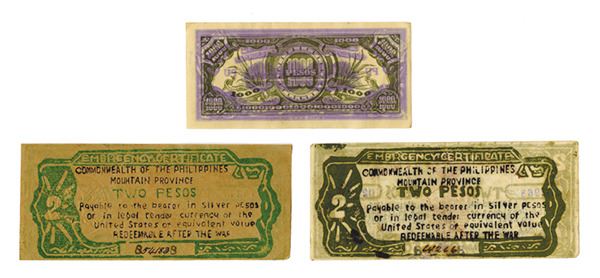 1000
1000 PESOS
1000 1000
EMERGENCY CERTIFICATE
COMMONWEALTH OF THE PHILIPPINES
MOUNTAIN PROVINCE
TWO PESOS
2
Payable to the bearer in Silver pesos
or in legal tender currency of the
United States of equivalent value
REDEEMABLE AFTER THE WAR
EMERGENCY CERTIFICATE
COMMONWEALTH OF THE PHILIPPINES
MOUNTAIN PROVINCE
TWO PESOS
2
Payable to the bearer in Silver pesos
or in legal tender currency of the
United States of equivalent value
REDEEMABLE AFTER THE WAR